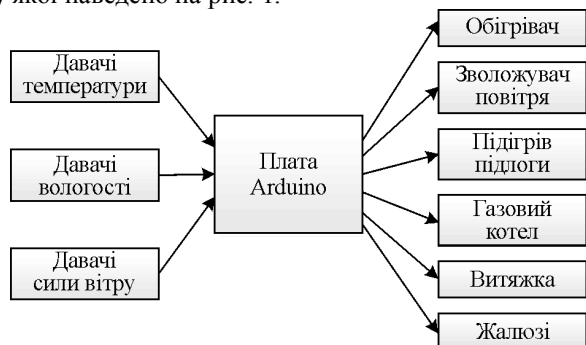 якої наведено на рис. 1.
Давачі
температури
Давачі
вологості
Давачі
сили вітру
Плата
Arduino
Обігрівач
Зволожувач
повітря
Підігрів
підлоги
Газовий
котел
Витяжка
Жалюзі